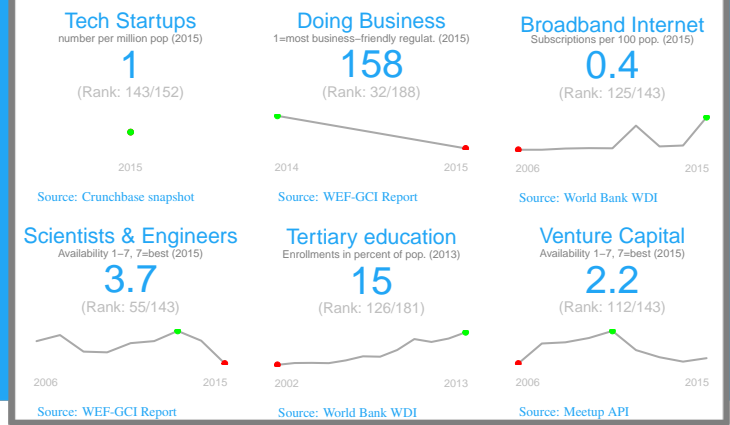 Tech Startups
number per million pop (2015)
1
(Rank: 143/152)
2015
Source: Crunchbase snapshot
Doing Business
1=most business−friendly regulat. (2015)
158
(Rank: 32/188)
2014 2015
Source: WEF-GCI Report
Broadband Internet
Subscriptions per 100 pop. (2015)
0.4
(Rank: 125/143)
2006 2015
Source: World Bank WDI
Scientists & Engineers
Availability 1−7, 7=best (2015)
3.7
(Rank: 55/143)
2006 2015
Source: WEF-GCI Report
Tertiary education
Enrollments in percent of pop. (2013)
15
(Rank: 126/181)
2002 2013
Source: World Bank WDI
Venture Capital
Availability 1−7, 7=best (2015)
2.2
(Rank: 112/143)
2006 2015
Source: Meetup API